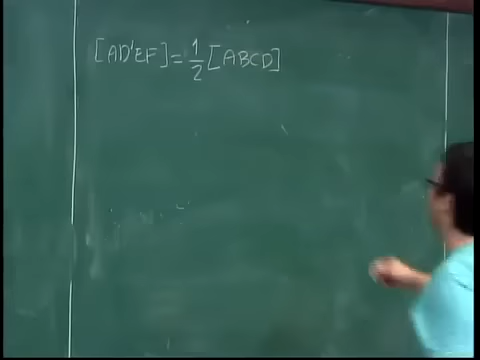 [AD'EF] = 1/2 [ABCD]